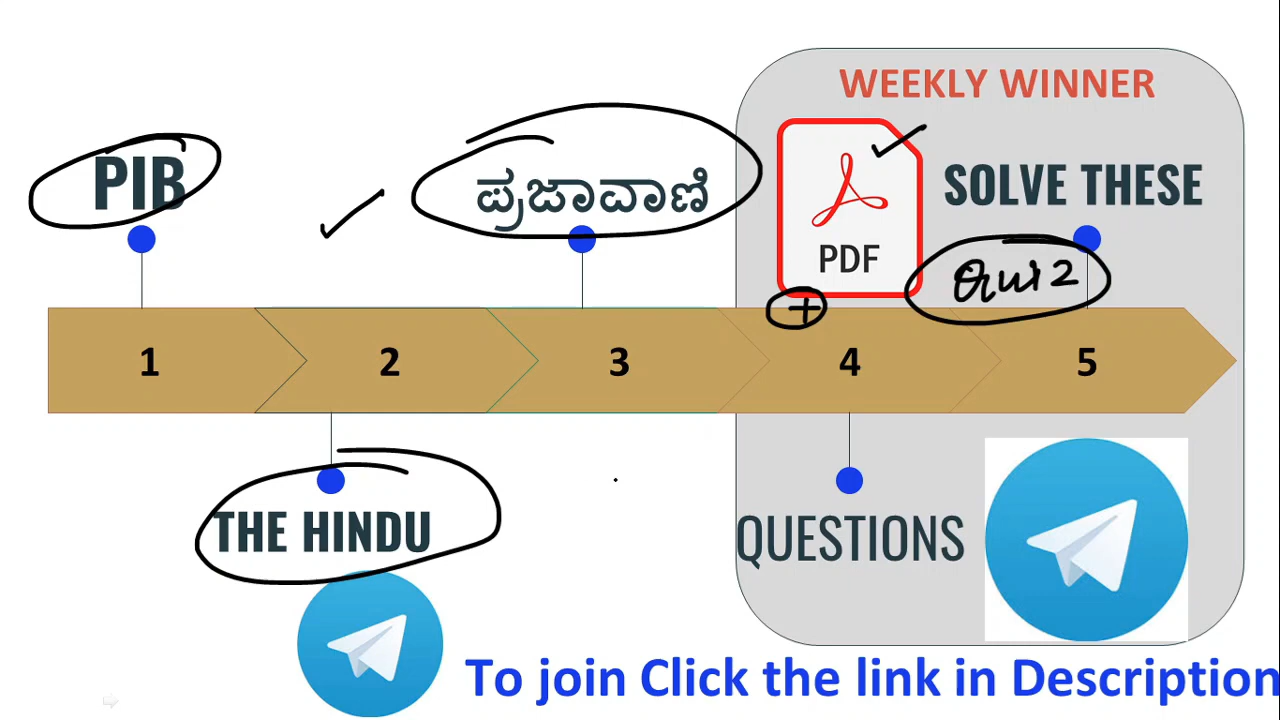 WEEKLY WINNER
PIB
ಪ್ರಜಾವಾಣಿ
PDF
SOLVE THESE
Quiz
+
1
2
3
4
5
THE HINDU
QUESTIONS
To join Click the link in Description